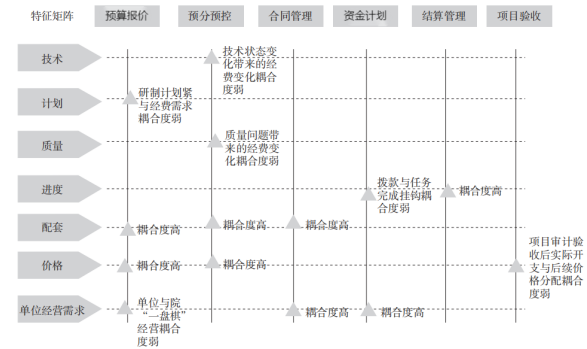 特征矩阵 预算报价 预分预控 合同管理 资金计划 结算管理 项目验收
技术
技术状态变
化带来的经
费变化耦合
度弱
计划
研制计划紧
与经费需求
耦合度弱
质量
质量问题带
来的经费变
化耦合度弱
进度
拨款与任务
完成挂钩耦
合度弱
耦合度高
配套
耦合度高 耦合度高 耦合度高
价格
耦合度高 耦合度高
项目审计验
收后实际开
支与后续价
格分配耦合
度弱
单位经营需求
单位与院
“一盘棋”
经营耦合
度弱
耦合度高 耦合度高